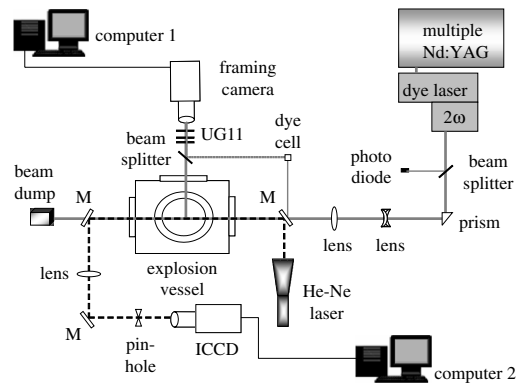 computer 1
framing
camera
multiple
Nd:YAG
dye laser
2ω
UG11
dye
cell
beam
splitter
photo
diode
beam
splitter
beam
dump
M
M
prism
lens
lens
lens
explosion
vessel
He-Ne
laser
M
pin-
hole
ICCD
computer 2